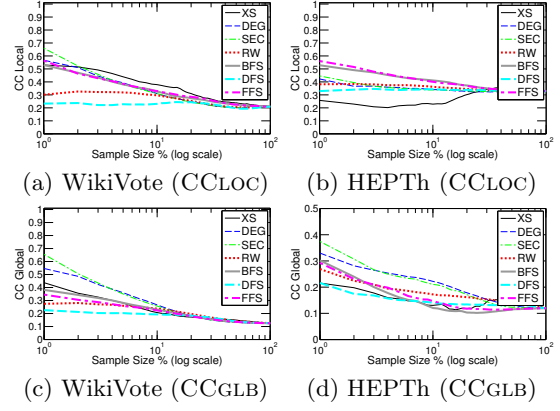 CC Local
1
0.9
0.8
0.7
0.6
0.5
0.4
0.3
0.2
0.1
0
10^0 10^1 10^2
Sample Size % (log scale)
XS
DEG
SEC
RW
BFS
DFS
FFS
(a) WikiVote (CCLOC)
CC Local
1
0.9
0.8
0.7
0.6
0.5
0.4
0.3
0.2
0.1
0
10^0 10^1 10^2
Sample Size % (log scale)
XS
DEG
SEC
RW
BFS
DFS
FFS
(b) HEPTh (CCLOC)
CC Global
1
0.9
0.8
0.7
0.6
0.5
0.4
0.3
0.2
0.1
0
10^0 10^1 10^2
Sample Size % (log scale)
XS
DEG
SEC
RW
BFS
DFS
FFS
(c) WikiVote (CCGLB)
CC Global
0.5
0.4
0.3
0.2
0.1
0
10^0 10^1 10^2
Sample Size % (log scale)
XS
DEG
SEC
RW
BFS
DFS
FFS
(d) HEPTh (CCGLB)